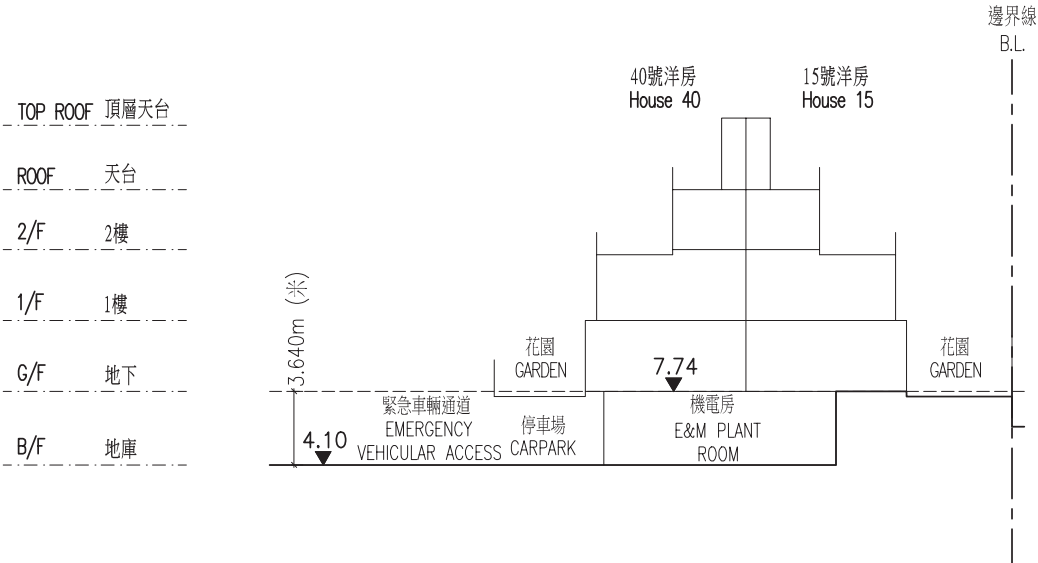 邊界線
B.L.
40號洋房
House 40
15號洋房
House 15
TOP ROOF 頂層天台
ROOF 天台
2/F 2樓
1/F 1樓
3.640m (米)
G/F 地下
花園
GARDEN
7.74
花園
GARDEN
緊急車輛通道
EMERGENCY
VEHICULAR ACCESS
停車場
CARPARK
機電房
E&M PLANT
ROOM
B/F 地庫
4.10